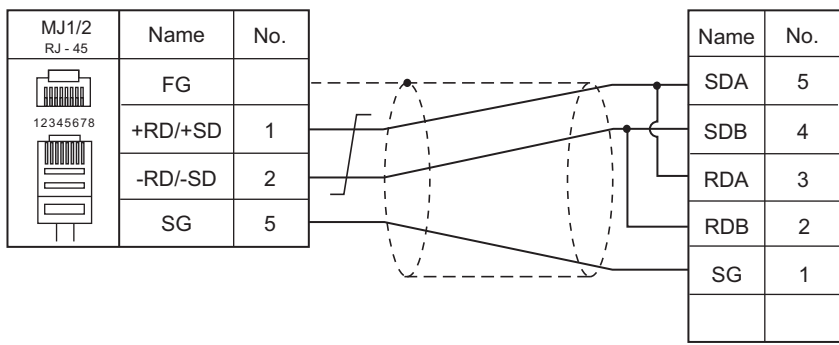 MJ1/2 Name No.
RJ - 45
FG
12345678
+RD/+SD 1
-RD/-SD 2
SG 5
Name No.
SDA 5
SDB 4
RDA 3
RDB 2
SG 1